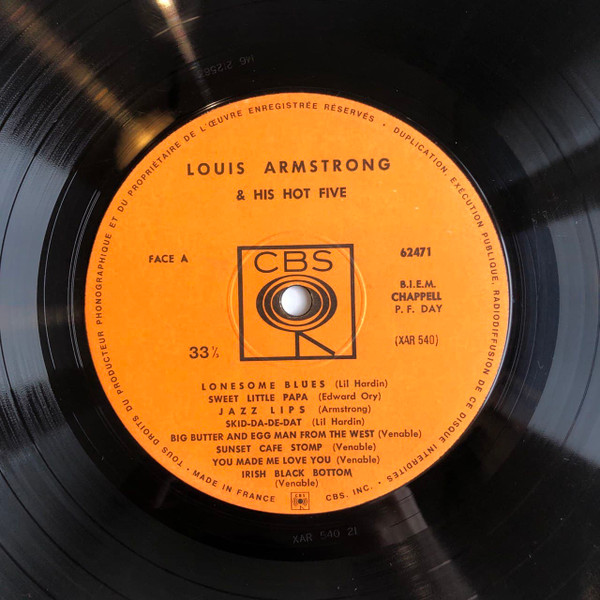 TOUS DROITS DU PRODUCTEUR PHONOGRAPHIQUE ET DU PROPRIÉTAIRE DE L'ŒUVRE ENREGISTRÉE RÉSERVÉS • DUPLICATION, EXÉCUTION PUBLIQUE, RADIODIFFUSION DE CE DISQUE INTERDITES •
LOUIS ARMSTRONG
& HIS HOT FIVE
FACE A
62471
CBS
B.I.E.M.
CHAPPELL
P. F. DAY
33 ⅓
(XAR 540)
LONESOME BLUES (Lil Hardin)
SWEET LITTLE PAPA (Edward Ory)
JAZZ LIPS (Armstrong)
SKID-DA-DE-DAT (Lil Hardin)
BIG BUTTER AND EGG MAN FROM THE WEST (Venable)
SUNSET CAFE STOMP (Venable)
YOU MADE ME LOVE YOU (Venable)
IRISH BLACK BOTTOM
(Venable)
• MADE IN FRANCE
CBS
CBS, INC. •
XAR 540 21